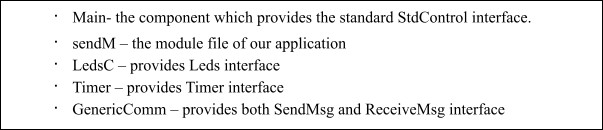 · Main- the component which provides the standard StdControl interface.
· sendM – the module file of our application
· LedsC – provides Leds interface
· Timer – provides Timer interface
· GenericComm – provides both SendMsg and ReceiveMsg interface